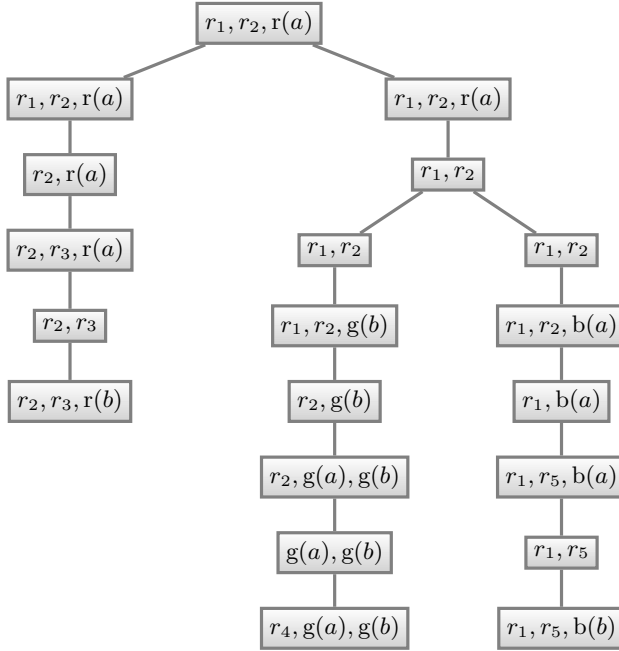 r₁, r₂, r(a)
r₁, r₂, r(a)
r₁, r₂, r(a)
r₂, r(a)
r₁, r₂
r₂, r₃, r(a)
r₁, r₂
r₁, r₂
r₂, r₃
r₁, r₂, g(b)
r₁, r₂, b(a)
r₂, r₃, r(b)
r₂, g(b)
r₁, b(a)
r₂, g(a), g(b)
r₁, r₅, b(a)
g(a), g(b)
r₁, r₅
r₄, g(a), g(b)
r₁, r₅, b(b)